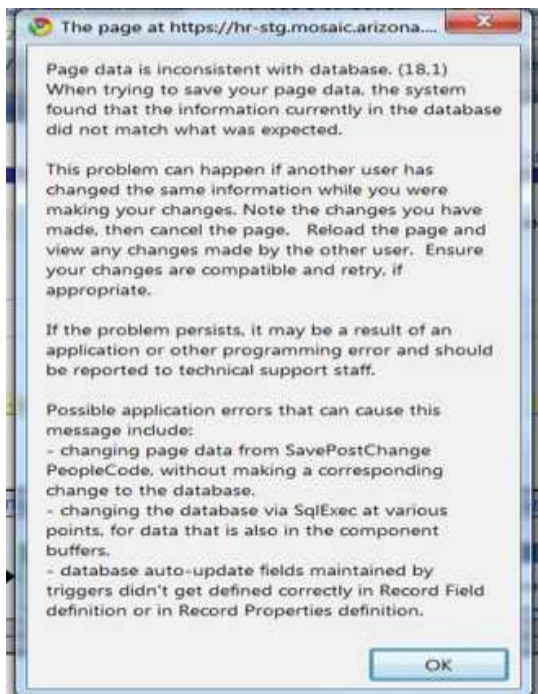 The page at https://hr-stg.mosaic.arizona....
Page data is inconsistent with database. (18,1)
When trying to save your page data, the system
found that the information currently in the database
did not match what was expected.
This problem can happen if another user has
changed the same information while you were
making your changes. Note the changes you have
made, then cancel the page.   Reload the page and
view any changes made by the other user.  Ensure
your changes are compatible and retry, if
appropriate.
If the problem persists, it may be a result of an
application or other programming error and should
be reported to technical support staff.
Possible application errors that can cause this
message include:
- changing page data from SavePostChange
PeopleCode, without making a corresponding
change to the database.
- changing the database via SqlExec at various
points, for data that is also in the component
buffers.
- database auto-update fields maintained by
triggers didn't get defined correctly in Record Field
definition or in Record Properties definition.
OK